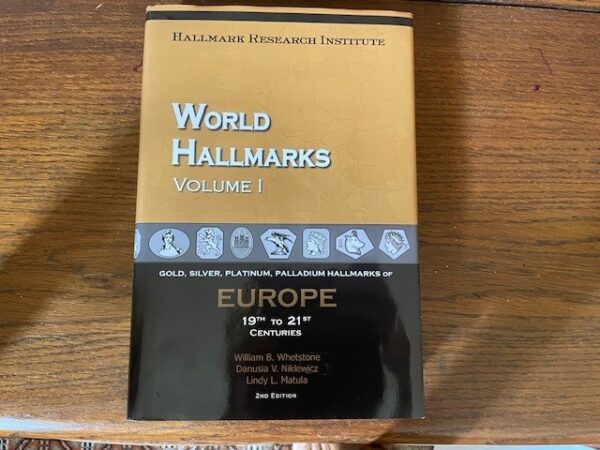 HALLMARK RESEARCH INSTITUTE
WORLD
HALLMARKS
VOLUME I
GOLD, SILVER, PLATINUM, PALLADIUM HALLMARKS OF
EUROPE
19TH TO 21ST
CENTURIES
William B. Whetstone
Danusia V. Niklewicz
Lindy L. Matula
2ND EDITION